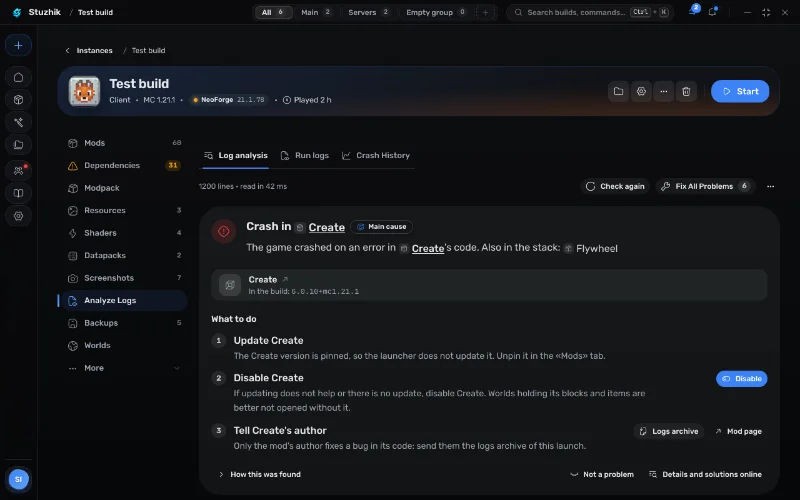 Stuzhik / Test build
All 6 Main 2 Servers 2 Empty group 0 +
Search builds, commands... Ctrl + K
2
Instances / Test build
Test build
Client • MC 1.21.1 • NeoForge 21.1.78 • Played 2 h
Start
Mods 60
Dependencies 31
Modpack
Resources 3
Shaders 4
Datapacks 2
Screenshots 7
Analyze Logs
Backups 5
Worlds
More
SI
Log analysis Run logs Crash History
1200 lines • read in 42 ms
Check again Fix All Problems 6
Crash in Create Main cause
The game crashed on an error in Create's code. Also in the stack: Flywheel
Create
In the build: 6.0.10+mc1.21.1
What to do
1 Update Create
The Create version is pinned, so the launcher does not update it. Unpin it in the «Mods» tab.
2 Disable Create
If updating does not help or there is no update, disable Create. Worlds holding its blocks and items are
better not opened without it.
Disable
3 Tell Create's author
Only the mod's author fixes a bug in its code: send them the logs archive of this launch.
Logs archive Mod page
How this was found
Not a problem Details and solutions online